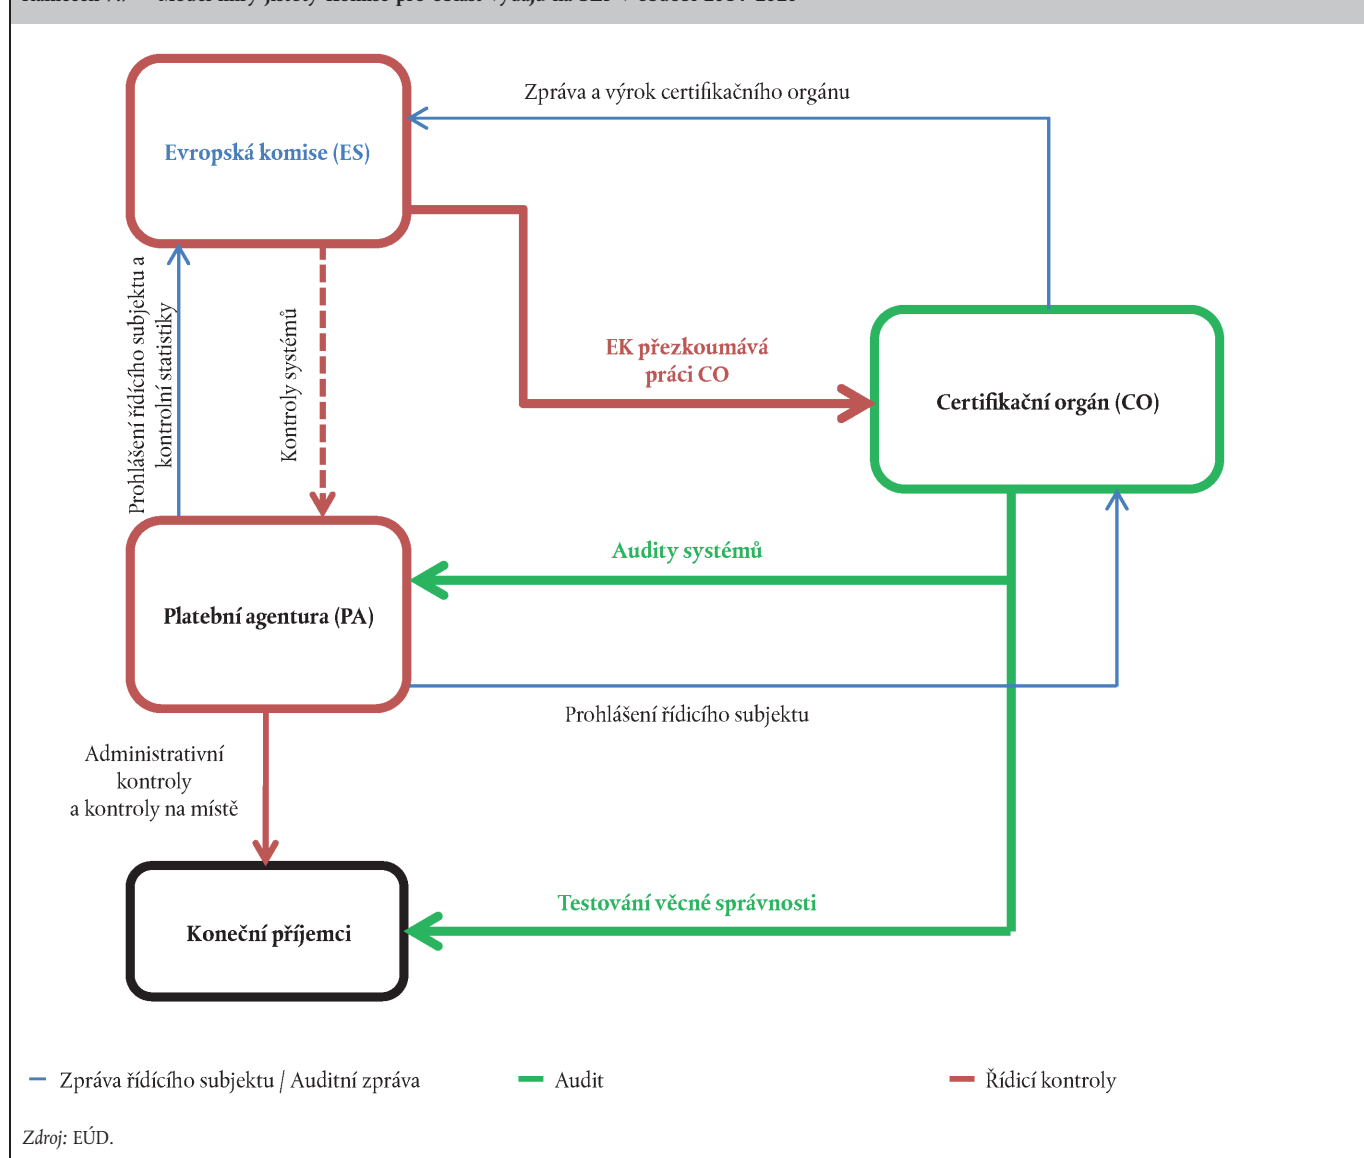 Zpráva a výrok certifikačního orgánu
Evropská komise (ES)
Prohlášení řídícího subjektu a
kontrolní statistiky
Kontroly systémů
EK přezkoumává
práci CO
Certifikační orgán (CO)
Audity systémů
Platební agentura (PA)
Prohlášení řídicího subjektu
Administrativní
kontroly
a kontroly na místě
Testování věcné správnosti
Koneční příjemci
Zpráva řídícího subjektu / Auditní zpráva
Audit
Řídicí kontroly
Zdroj: EÚD.